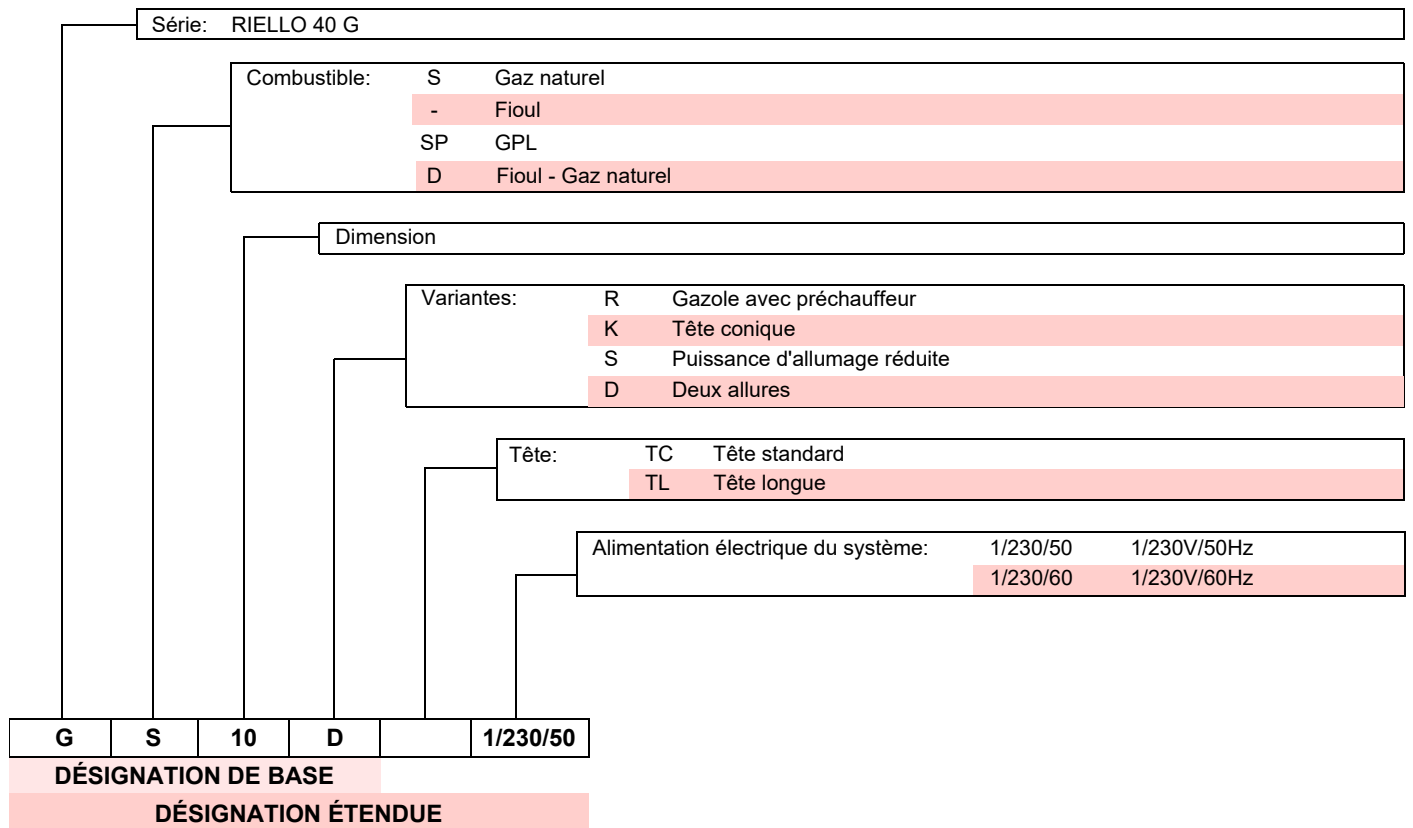 Série: RIELLO 40 G
Combustible: S Gaz naturel
- Fioul
SP GPL
D Fioul - Gaz naturel
Dimension
Variantes: R Gazole avec préchauffeur
K Tête conique
S Puissance d'allumage réduite
D Deux allures
Tête: TC Tête standard
TL Tête longue
Alimentation électrique du système: 1/230/50 1/230V/50Hz
1/230/60 1/230V/60Hz
G S 10 D 1/230/50
DÉSIGNATION DE BASE
DÉSIGNATION ÉTENDUE